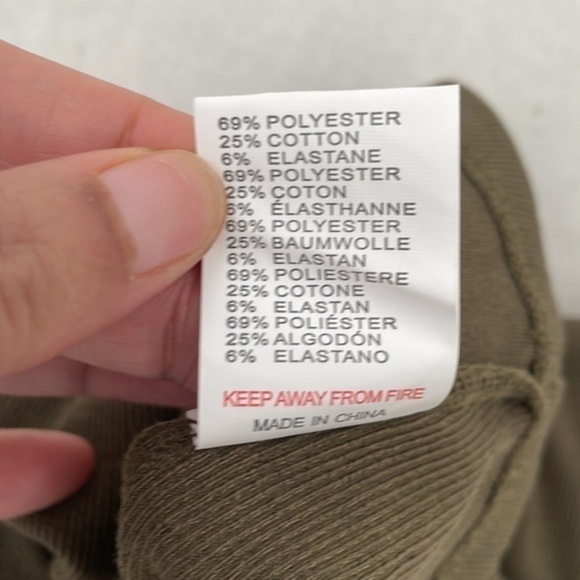 69% POLYESTER
25% COTTON
6% ELASTANE
69% POLYESTER
25% COTON
6% ÉLASTHANNE
69% POLYESTER
25% BAUMWOLLE
6% ELASTAN
69% POLIESTERE
25% COTONE
6% ELASTAN
69% POLIÉSTER
25% ALGODÓN
6% ELASTANO
KEEP AWAY FROM FIRE
MADE IN CHINA